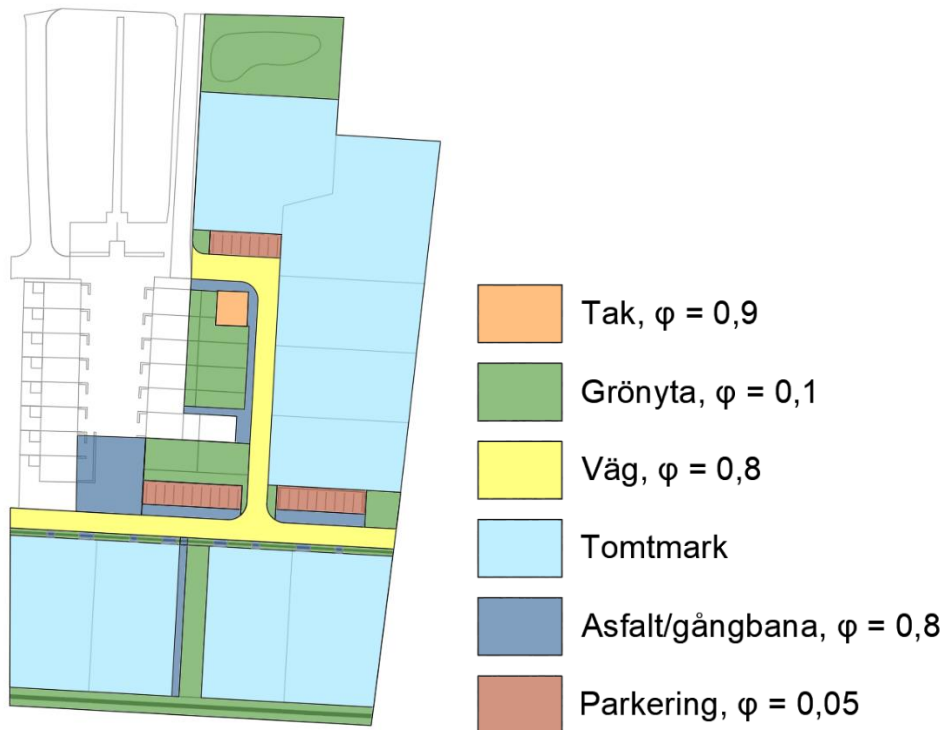 Tak, φ = 0,9
Grönyta, φ = 0,1
Väg, φ = 0,8
Tomtmark
Asfalt/gångbana, φ = 0,8
Parkering, φ = 0,05